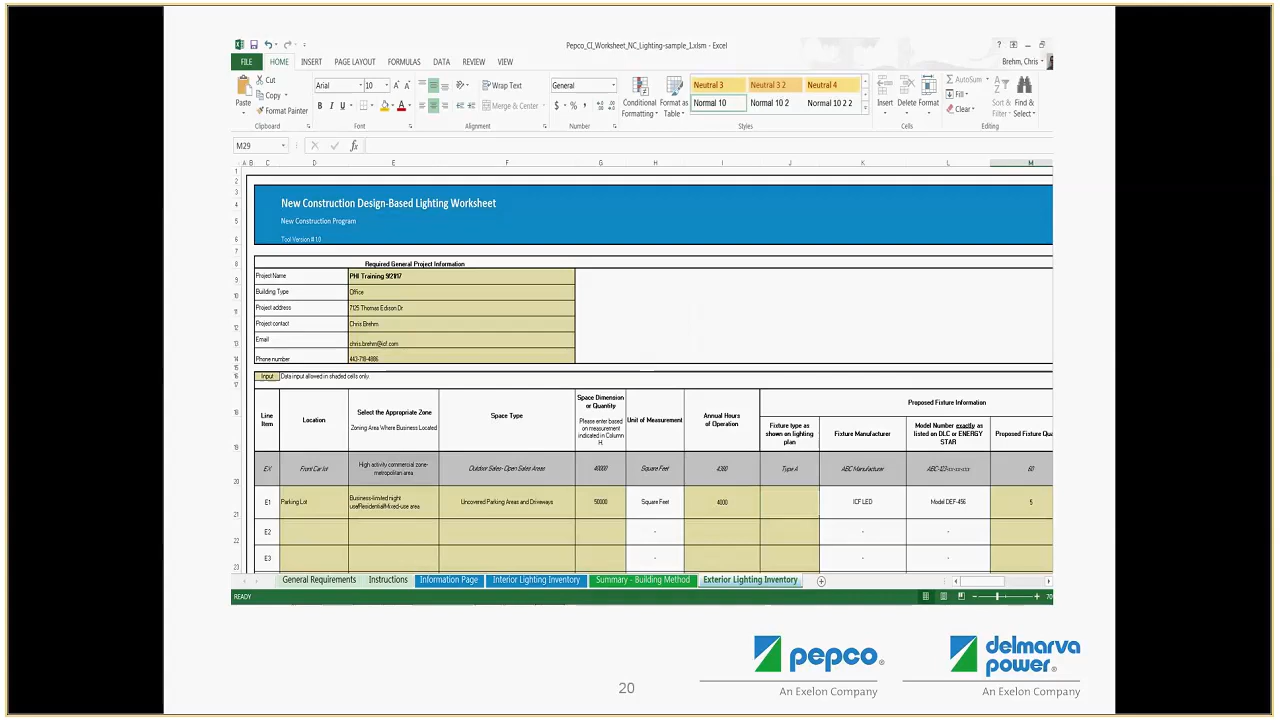 Pepco_CI_Worksheet_NC_Lighting-sample_1.xlsm - Excel
?
FILE HOME INSERT PAGE LAYOUT FORMULAS DATA REVIEW VIEW Brehm, Chris
Cut
Copy
Format Painter
Paste
Arial 10
B I U
Wrap Text
Merge & Center
General
$ % ,
Conditional Formatting
Format as Table
Neutral 3 Neutral 3 2 Neutral 4
Normal 10 Normal 10 2 Normal 10 2 2
Insert Delete Format
AutoSum
Fill
Clear
Sort & Filter
Find & Select
Clipboard Font Alignment Number Styles Cells Editing
M29 fx
A B C D E F G H I J K L M
New Construction Design-Based Lighting Worksheet
New Construction Program
Tool Version # 1.0
Required General Project Information
Project Name PHI Training 9/21/17
Building Type Office
Project address 7125 Thomas Edison Dr
Project contact Chris Brehm
Email chris.brehm@icf.com
Phone number 443-718-4886
Input Data input allowed in shaded cells only
Line Item
Location
Select the Appropriate Zone
Zoning Area Where Business Located
Space Type
Space Dimension or Quantity
Please enter based on measurement indicated in Column H.
Unit of Measurement
Annual Hours of Operation
Proposed Fixture Information
Fixture type as shown on lighting plan
Fixture Manufacturer
Model Number exactly as listed on DLC or ENERGY STAR
Proposed Fixture Qua
EX Front Car lot High activity commercial zone- metropolitan area Outdoor Sales- Open Sales Areas 40000 Square Feet 4380 Type A ABC Manufacturer ABC-123-xx-xx-xx 60
E1 Parking Lot Business-limited night useResidentialMixed-use area Uncovered Parking Areas and Driveways 50000 Square Feet 4000 ICF LED Model DEF-456 5
E2 - - -
E3 - - -
General Requirements Instructions Information Page Interior Lighting Inventory Summary - Building Method Exterior Lighting Inventory
READY 70
pepco®
An Exelon Company
delmarva power®
An Exelon Company
20